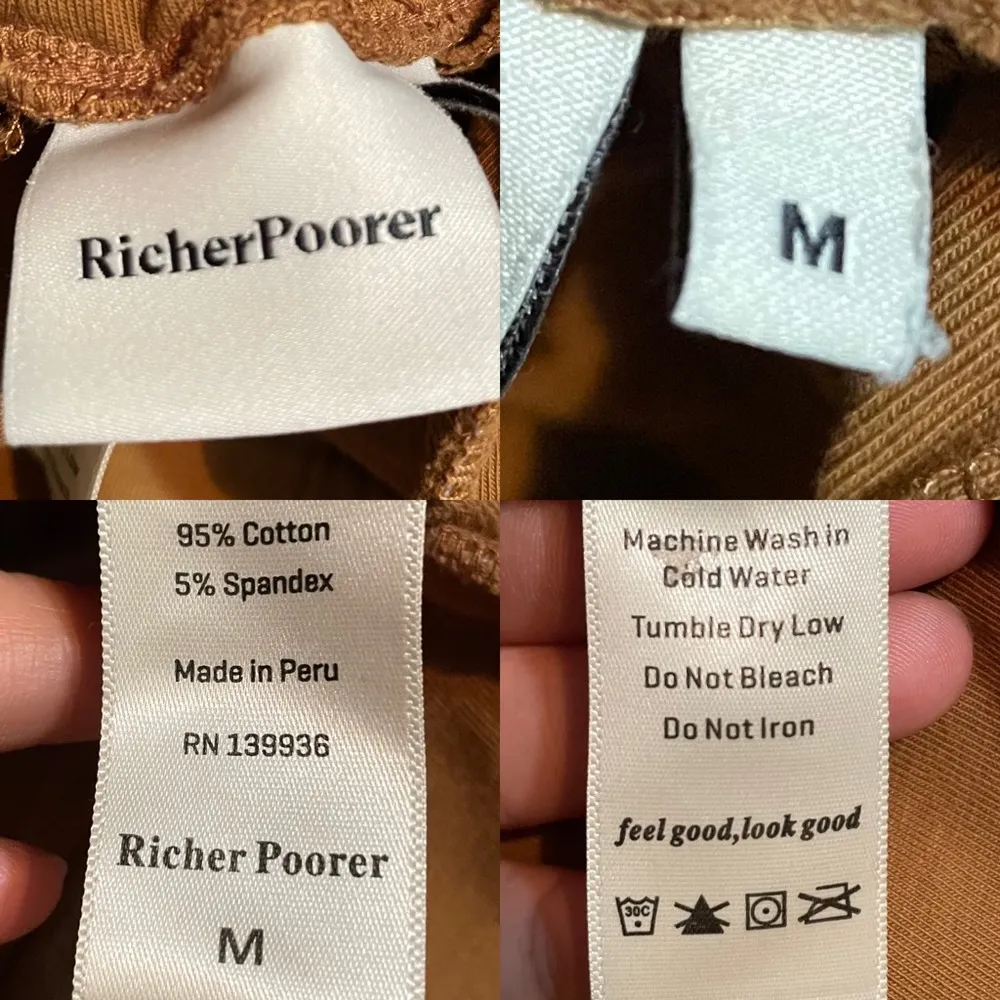 RicherPoorer
M
95% Cotton
5% Spandex
Made in Peru
RN 139936
Richer Poorer
M
Machine Wash in
Cold Water
Tumble Dry Low
Do Not Bleach
Do Not Iron
feel good, look good
30C